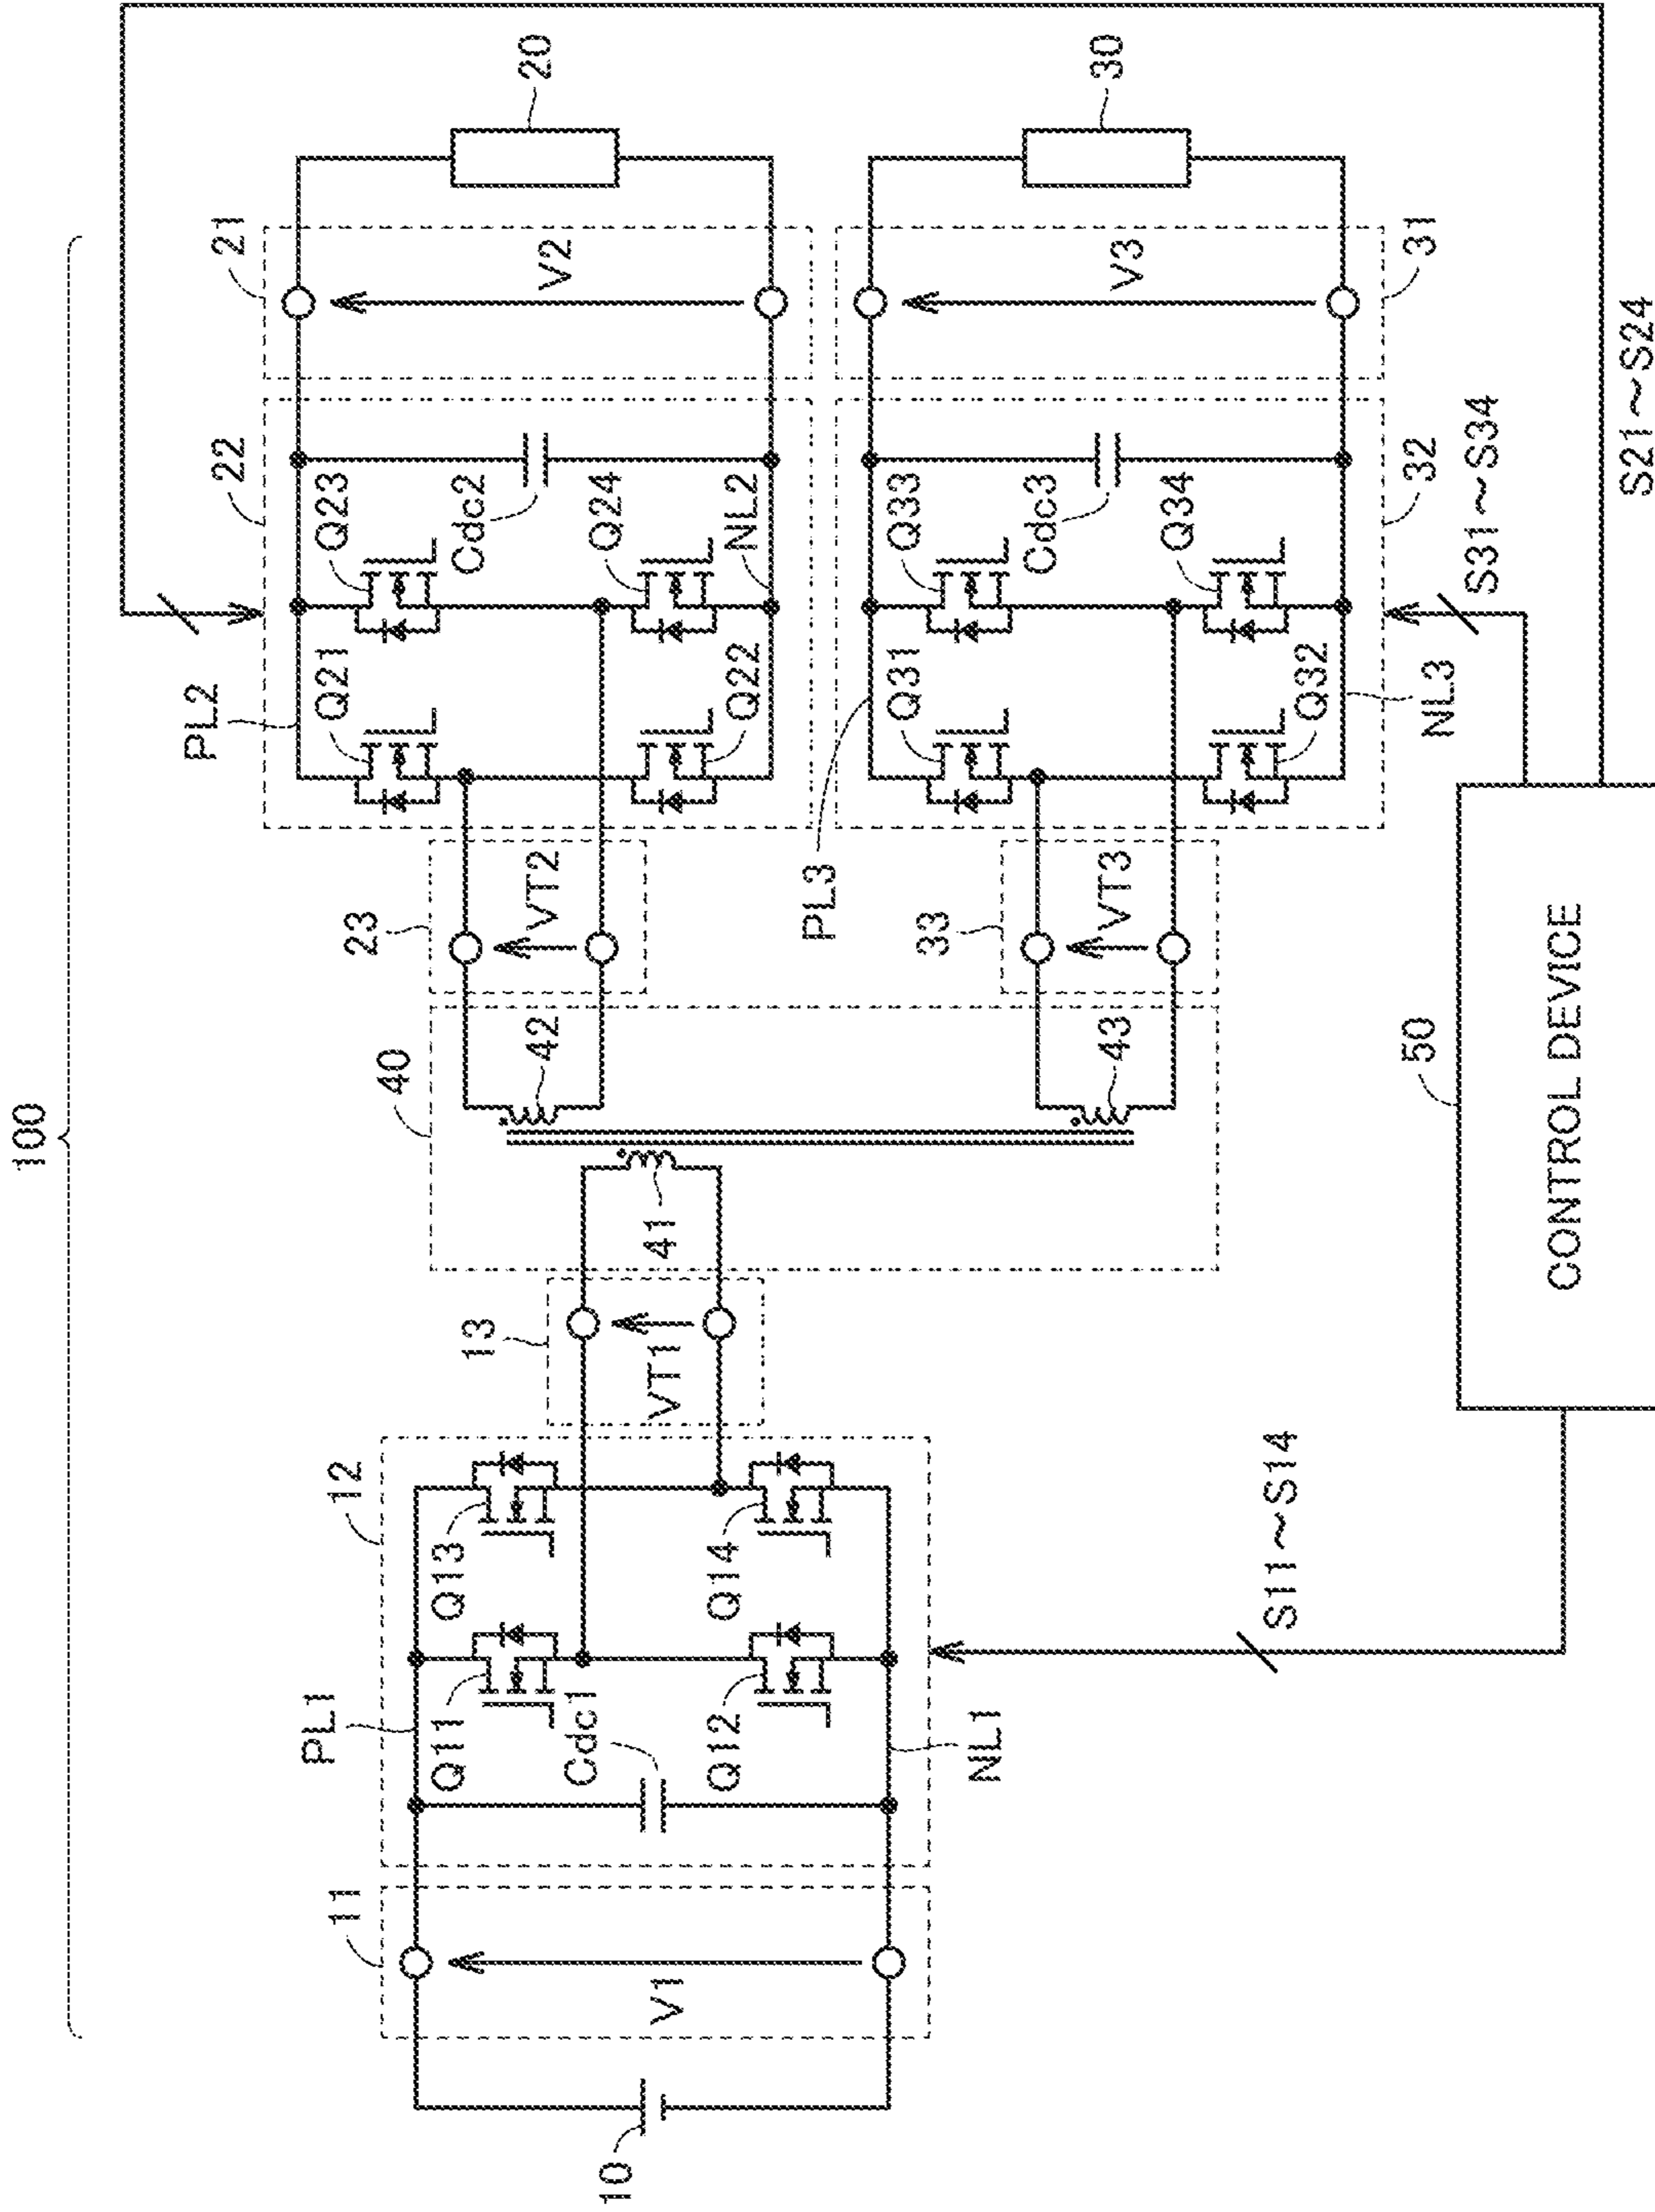 100
10
11
V1
PL1
12
Q11
Q13
Cdc1
Q12
Q14
NL1
13
VT1
40
41
42
43
23
VT2
33
VT3
PL2
22
Q21
Q23
Cdc2
Q22
Q24
NL2
21
V2
20
PL3
Q31
Q33
Cdc3
Q32
Q34
NL3
32
V3
31
30
S11~S14
50
CONTROL DEVICE
S31~S34
S21~S24